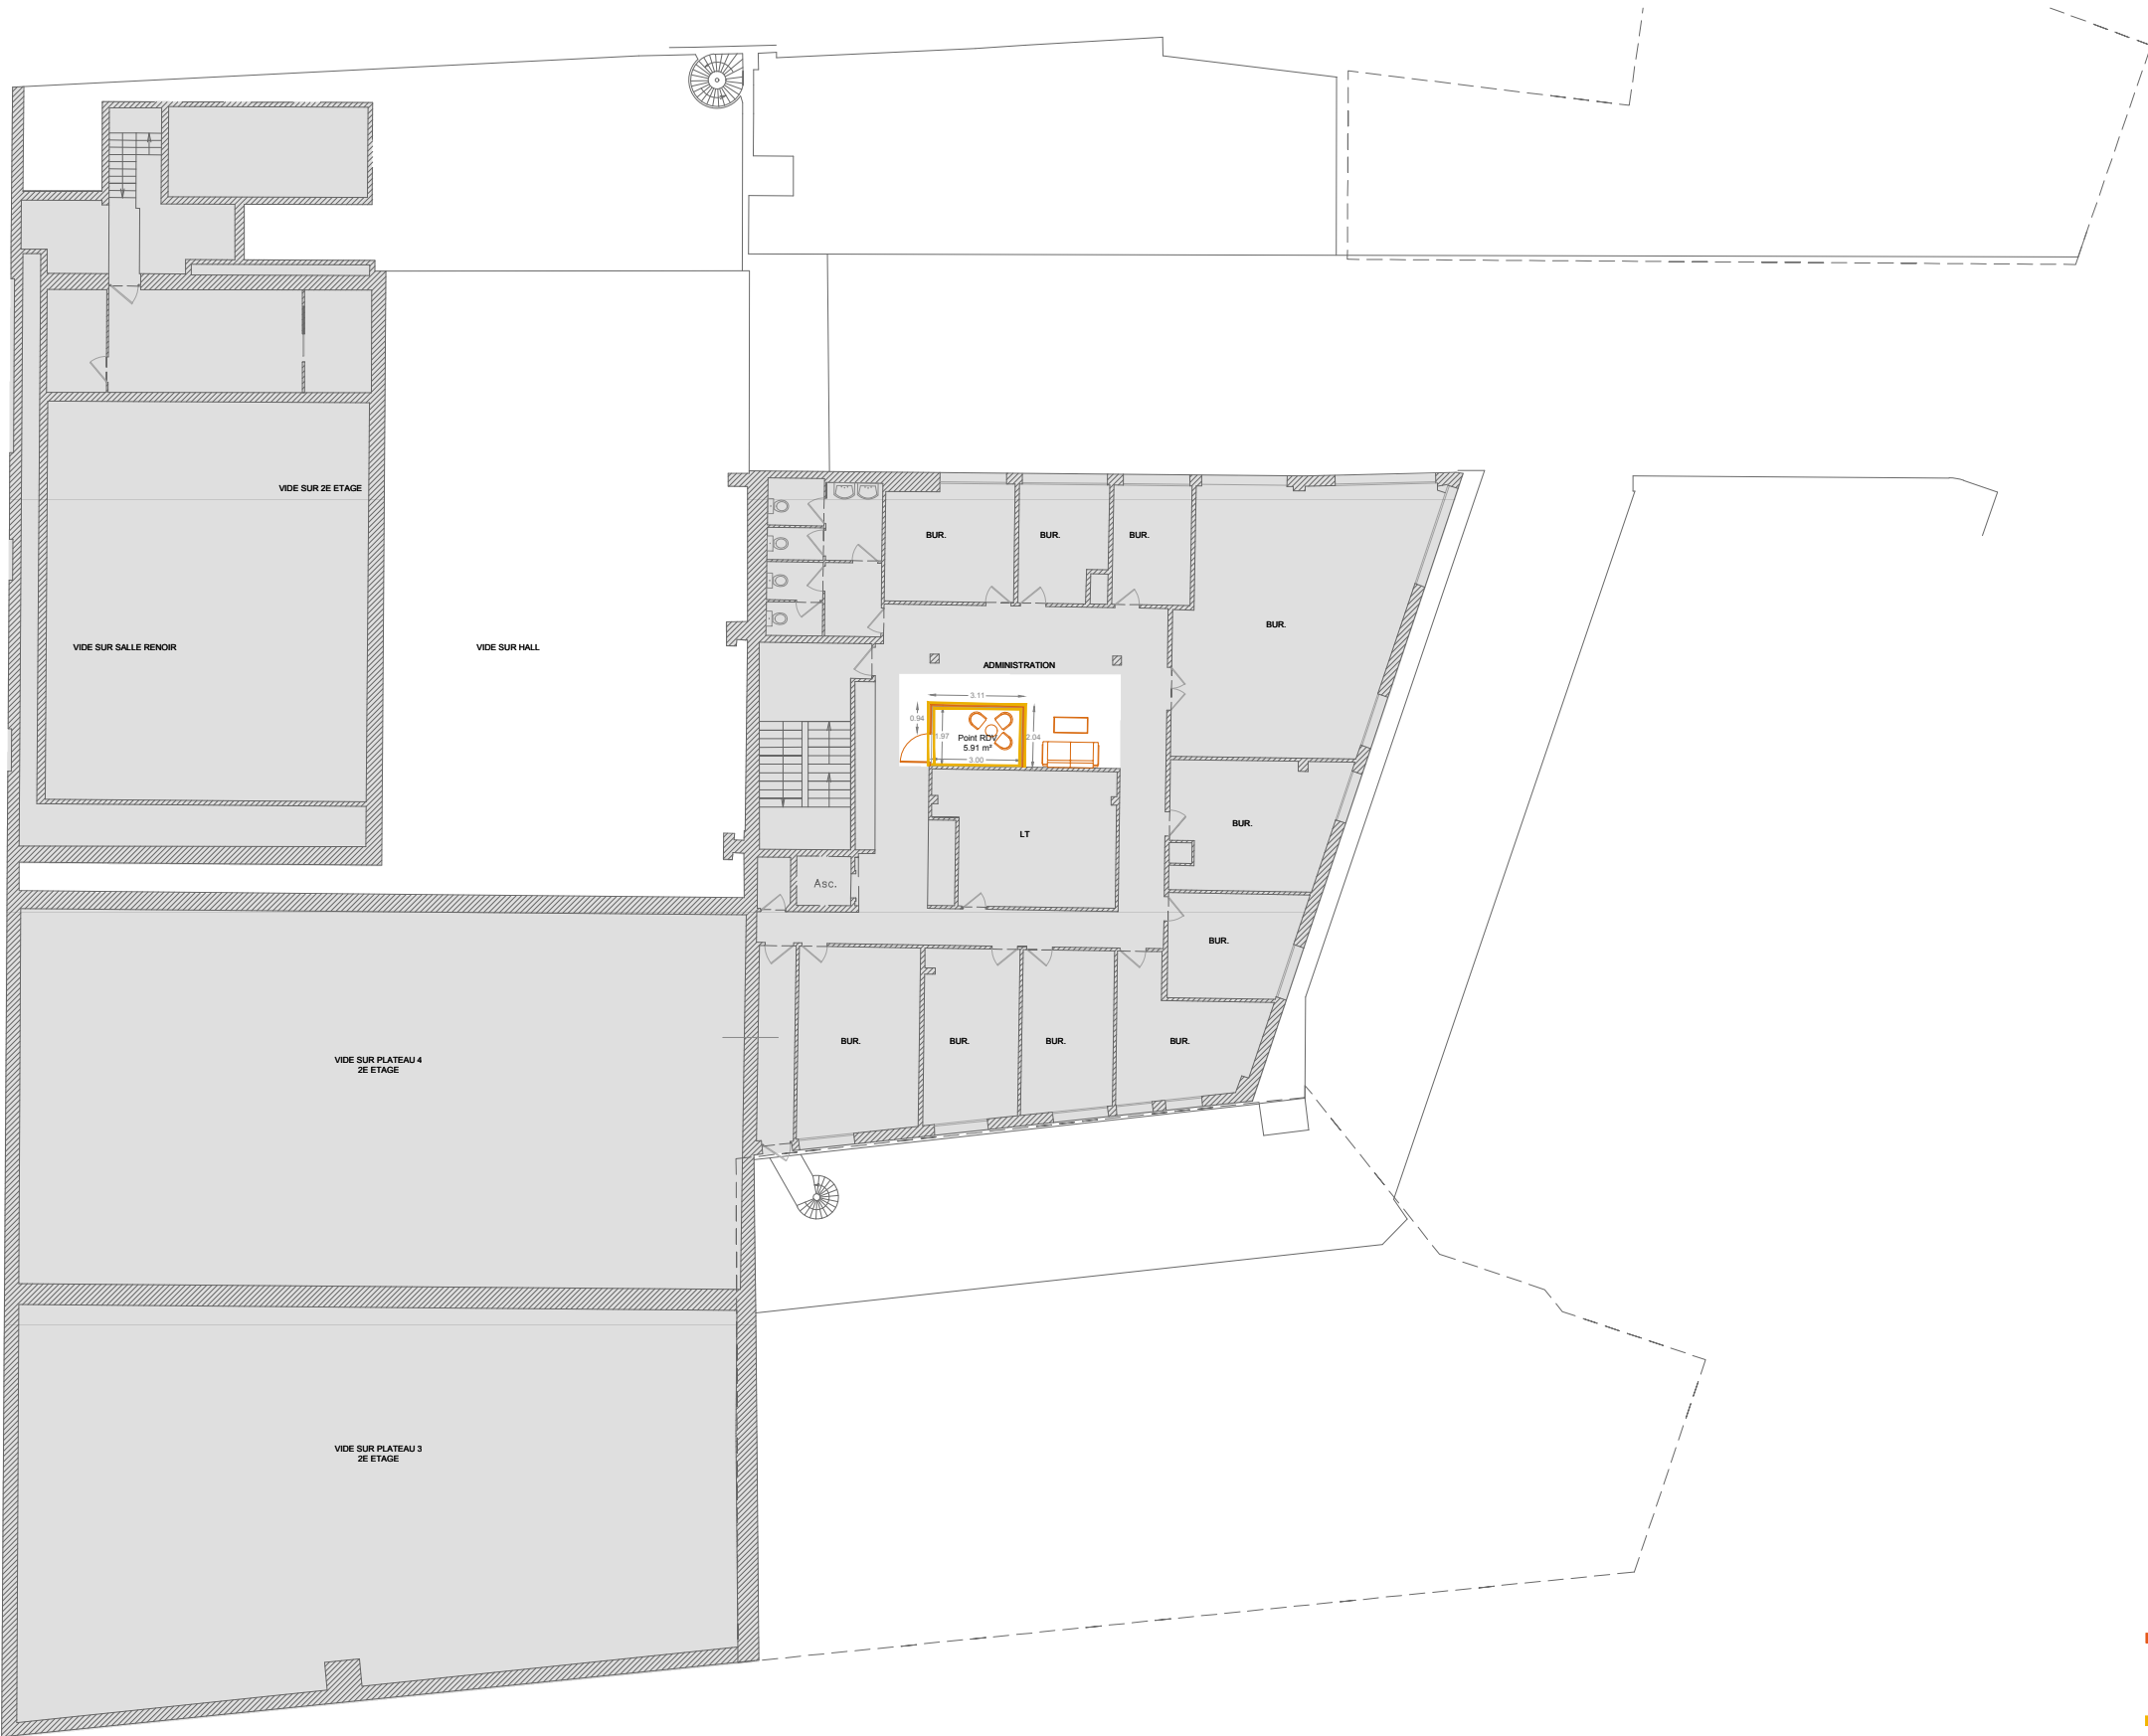 VIDE SUR 2E ETAGE
BUR.
BUR.
BUR.
BUR.
VIDE SUR SALLE RENOIR
VIDE SUR HALL
ADMINISTRATION
3.11
0.94
1.97
Point RDV
5.91 m²
2.04
3.00
BUR.
LT
Asc.
BUR.
BUR.
BUR.
BUR.
BUR.
VIDE SUR PLATEAU 4
2E ETAGE
VIDE SUR PLATEAU 3
2E ETAGE